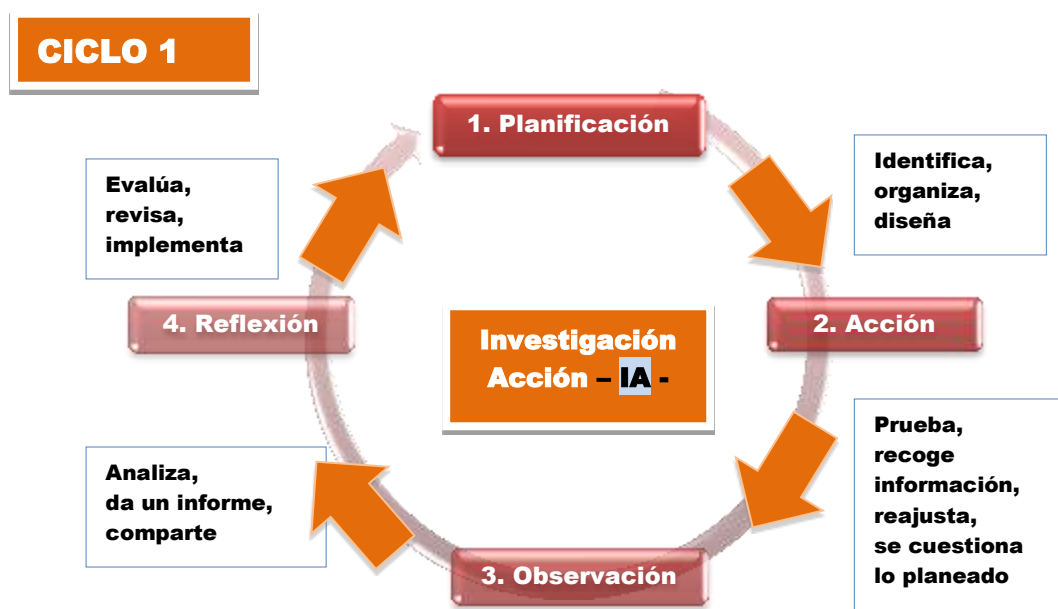 CICLO 1
1. Planificación
Identifica,
organiza,
diseña
2. Acción
Prueba,
recoge
información,
reajusta,
se cuestiona
lo planeado
3. Observación
Analiza,
da un informe,
comparte
4. Reflexión
Evalúa,
revisa,
implementa
Investigación
Acción – IA -